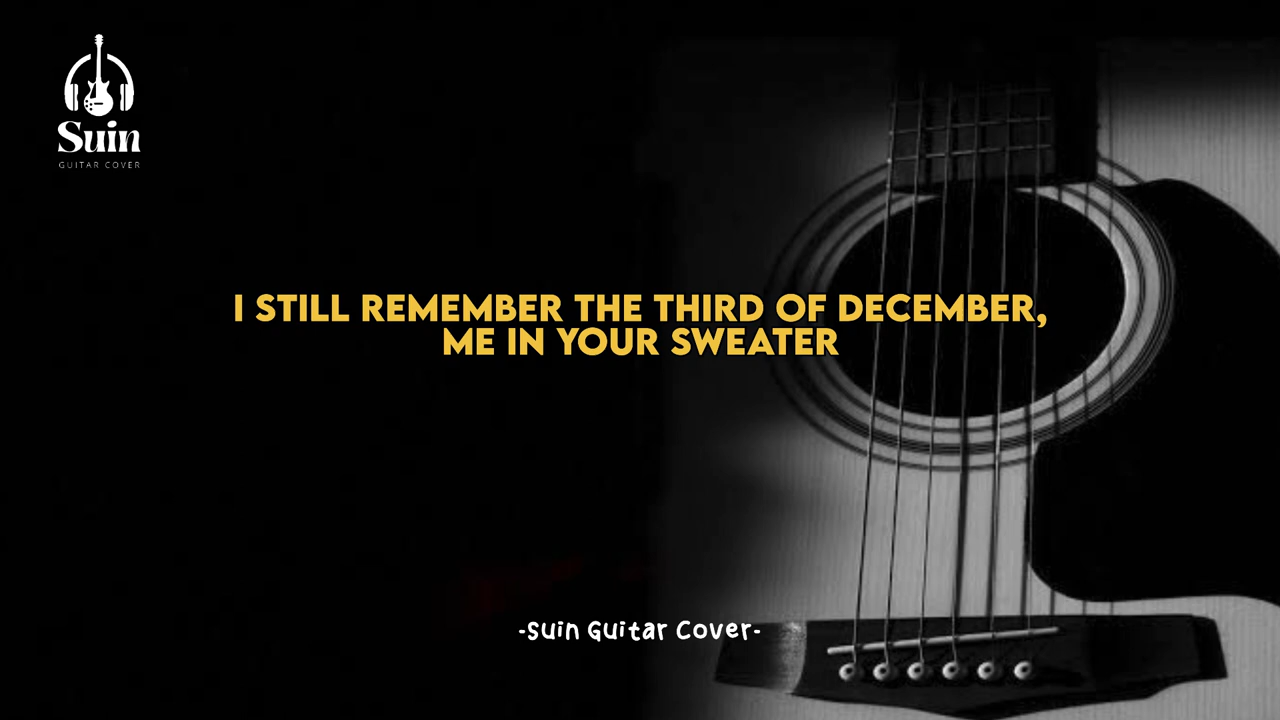 Suin
GUITAR COVER
I STILL REMEMBER THE THIRD OF DECEMBER,
ME IN YOUR SWEATER
-Suin Guitar Cover-